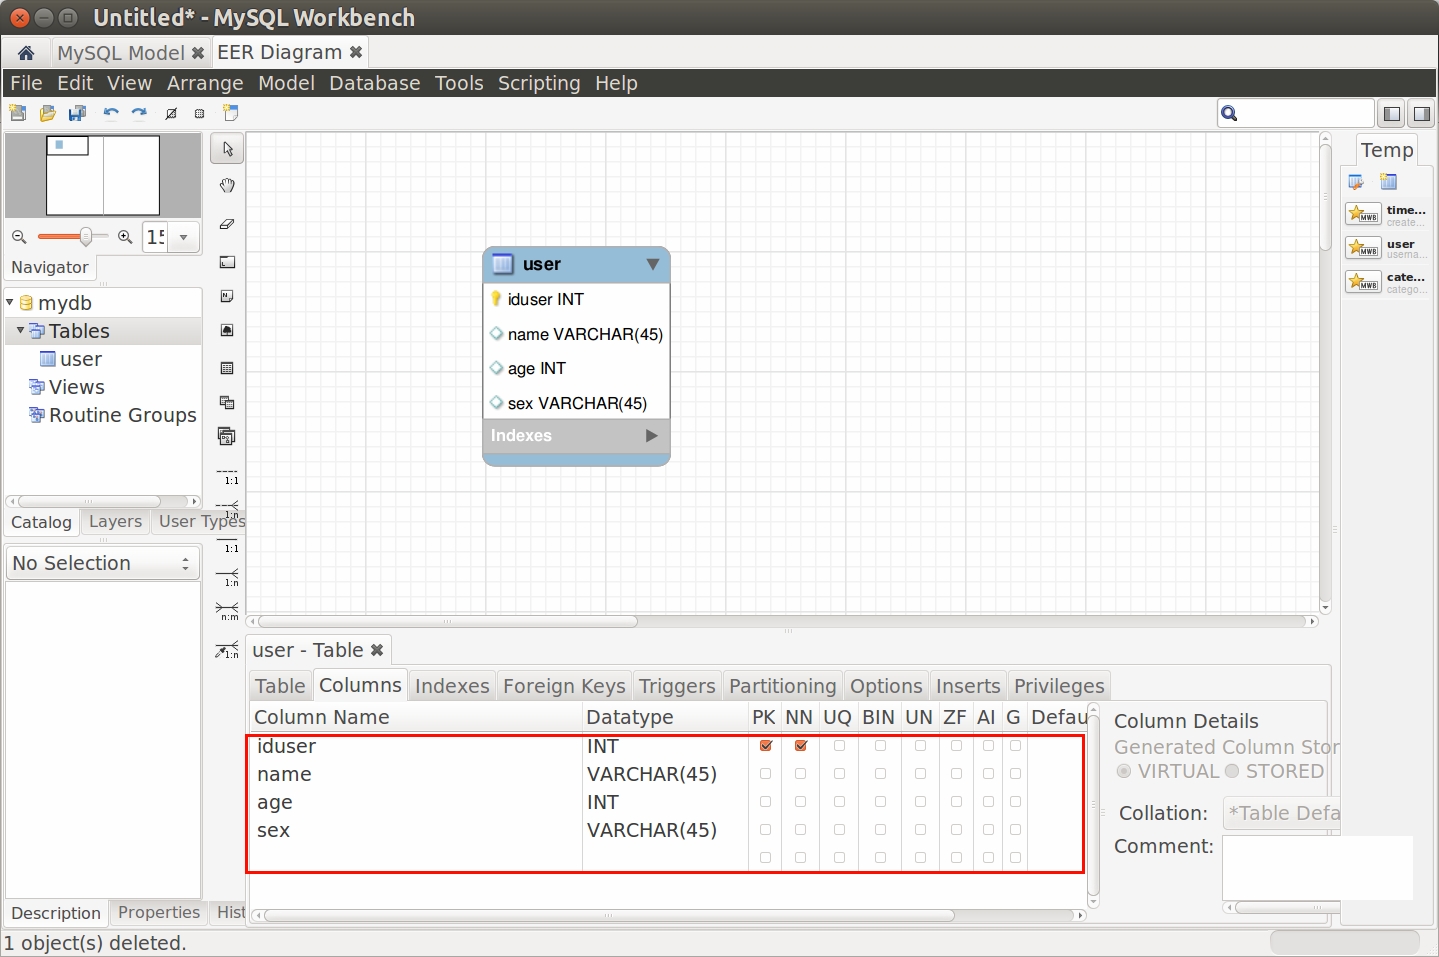 Untitled* - MySQL Workbench
MySQL Model
EER Diagram
File Edit View Arrange Model Database Tools Scripting Help
15
Navigator
mydb
Tables
user
Views
Routine Groups
Catalog Layers User Types
No Selection
Description Properties Hist
N
1:1
1:n
1:1
1:n
n:m
1:n
user
iduser INT
name VARCHAR(45)
age INT
sex VARCHAR(45)
Indexes
Temp
MWB
time...
create...
MWB
user
userna...
MWB
cate...
catego...
user - Table
Table Columns Indexes Foreign Keys Triggers Partitioning Options Inserts Privileges
Column Name Datatype PK NN UQ BIN UN ZF AI G Defau
iduser INT
name VARCHAR(45)
age INT
sex VARCHAR(45)
Column Details
Generated Column Stor
VIRTUAL STORED
Collation: *Table Defa
Comment:
1 object(s) deleted.